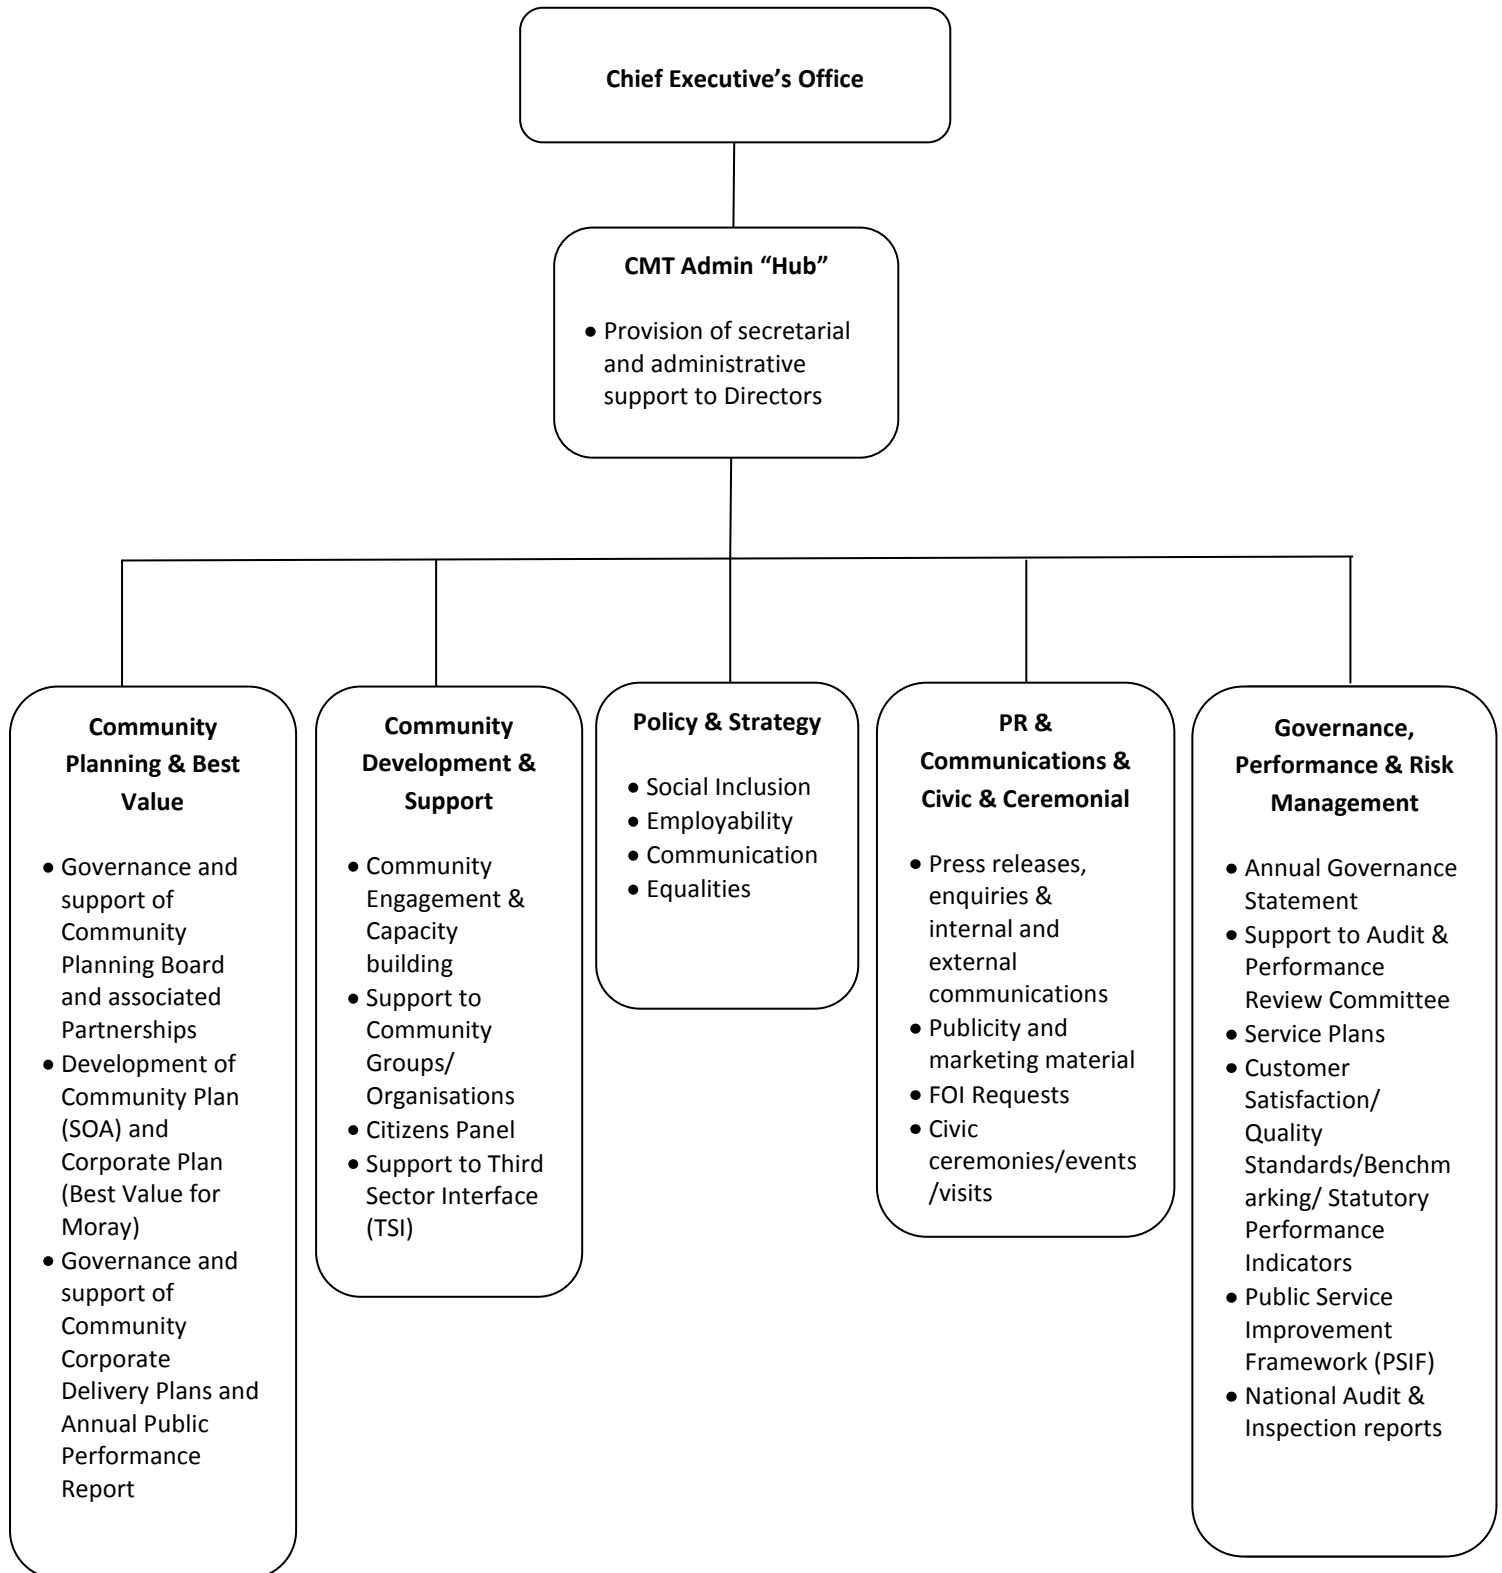 Chief Executive’s Office
CMT Admin “Hub”
• Provision of secretarial
and administrative
support to Directors
Community
Planning & Best
Value
• Governance and
support of
Community
Planning Board
and associated
Partnerships
• Development of
Community Plan
(SOA) and
Corporate Plan
(Best Value for
Moray)
• Governance and
support of
Community
Corporate
Delivery Plans and
Annual Public
Performance
Report
Community
Development &
Support
• Community
Engagement &
Capacity
building
• Support to
Community
Groups/
Organisations
• Citizens Panel
• Support to Third
Sector Interface
(TSI)
Policy & Strategy
• Social Inclusion
• Employability
• Communication
• Equalities
PR &
Communications &
Civic & Ceremonial
• Press releases,
enquiries &
internal and
external
communications
• Publicity and
marketing material
• FOI Requests
• Civic
ceremonies/events
/visits
Governance,
Performance & Risk
Management
• Annual Governance
Statement
• Support to Audit &
Performance
Review Committee
• Service Plans
• Customer
Satisfaction/
Quality
Standards/Benchm
arking/ Statutory
Performance
Indicators
• Public Service
Improvement
Framework (PSIF)
• National Audit &
Inspection reports